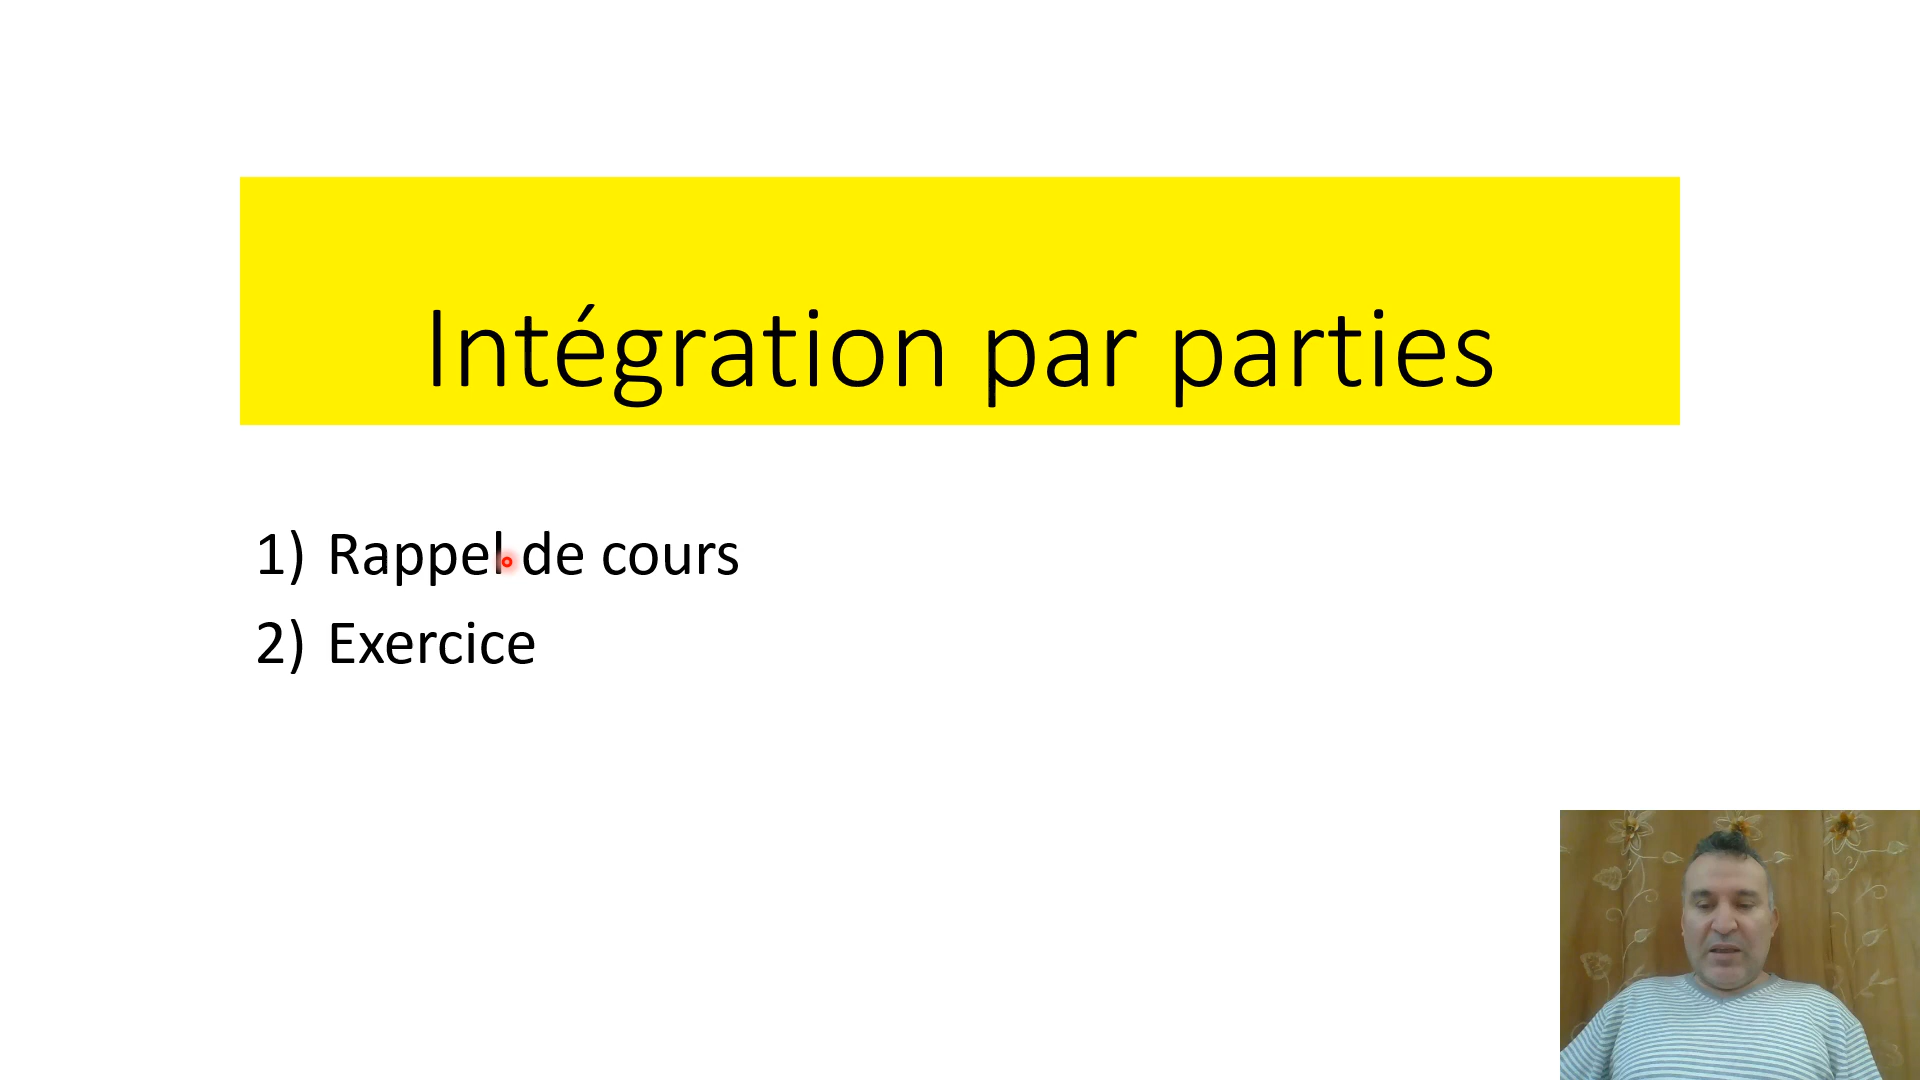 Intégration par parties
1) Rappel de cours
2) Exercice